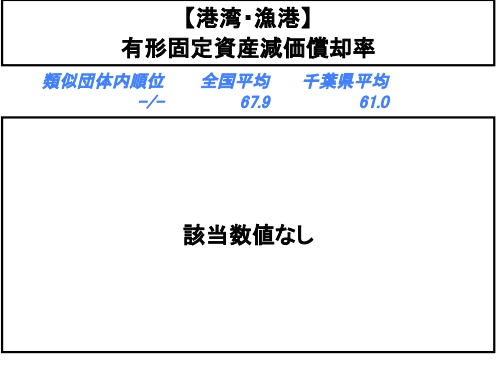 【港湾・漁港】
有形固定資産減価償却率
類似団体内順位 全国平均 千葉県平均
-/- 67.9 61.0
該当数値なし